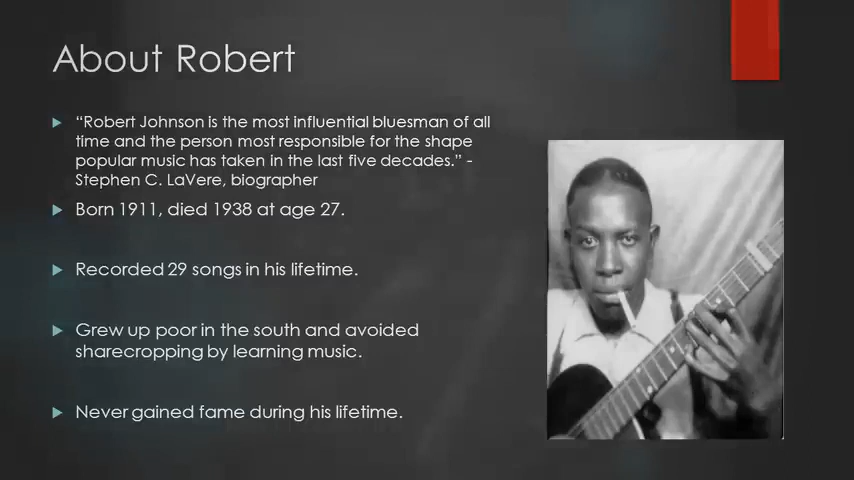 About Robert
“Robert Johnson is the most influential bluesman of all
time and the person most responsible for the shape
popular music has taken in the last five decades.” -
Stephen C. LaVere, biographer
Born 1911, died 1938 at age 27.
Recorded 29 songs in his lifetime.
Grew up poor in the south and avoided
sharecropping by learning music.
Never gained fame during his lifetime.